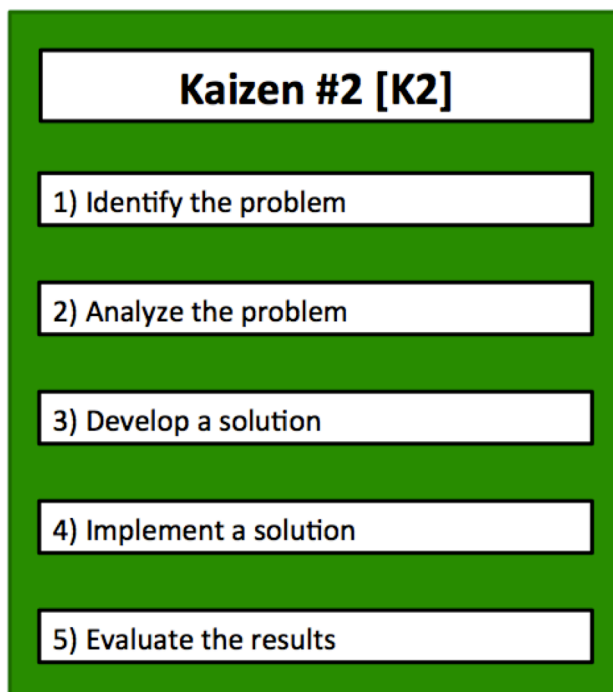 Kaizen #2 [K2]
1) Identify the problem
2) Analyze the problem
3) Develop a solution
4) Implement a solution
5) Evaluate the results